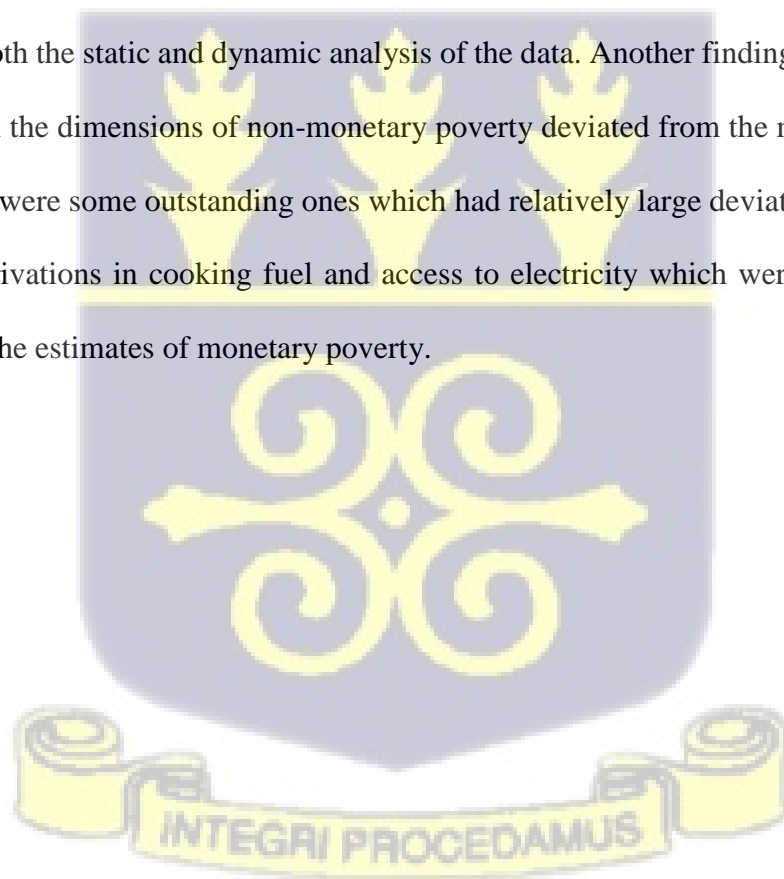 oth the static and dynamic analysis of the data. Another finding
the dimensions of non-monetary poverty deviated from the
were some outstanding ones which had relatively large deviat
rivations in cooking fuel and access to electricity which wer
he estimates of monetary poverty.
INTEGRI PROCEDAMUS